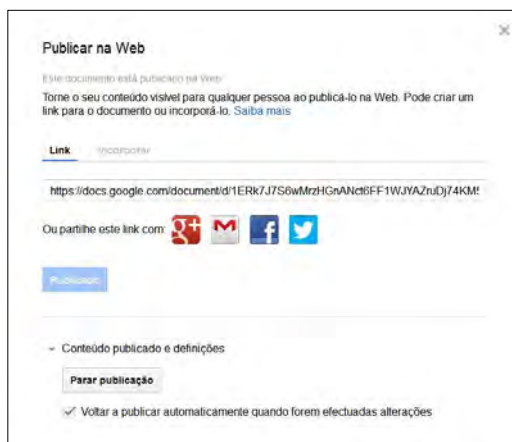 Publicar na Web
Este documento está publicado na Web
Torne o seu conteúdo visível para qualquer pessoa ao publicá-lo na Web. Pode criar um
link para o documento ou incorporá-lo. Saiba mais
Link Incorporar
https://docs.google.com/document/d/1ERk7J7S6wMrzHGnANct6FF1WJYAZruDj74KM
Ou partilhe este link com:
Publicado
Conteúdo publicado e definições
Parar publicação
Voltar a publicar automaticamente quando forem efectuadas alterações